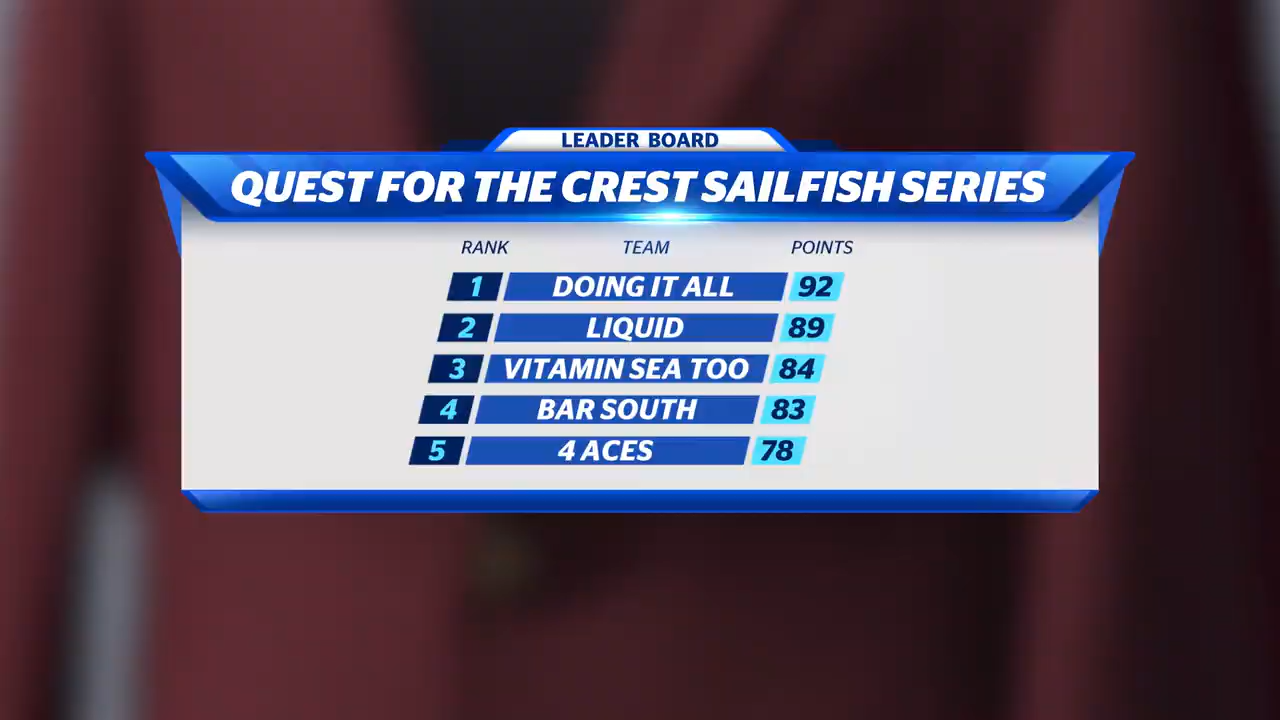 LEADER BOARD
QUEST FOR THE CREST SAILFISH SERIES
RANK TEAM POINTS
1 DOING IT ALL 92
2 LIQUID 89
3 VITAMIN SEA TOO 84
4 BAR SOUTH 83
5 4 ACES 78